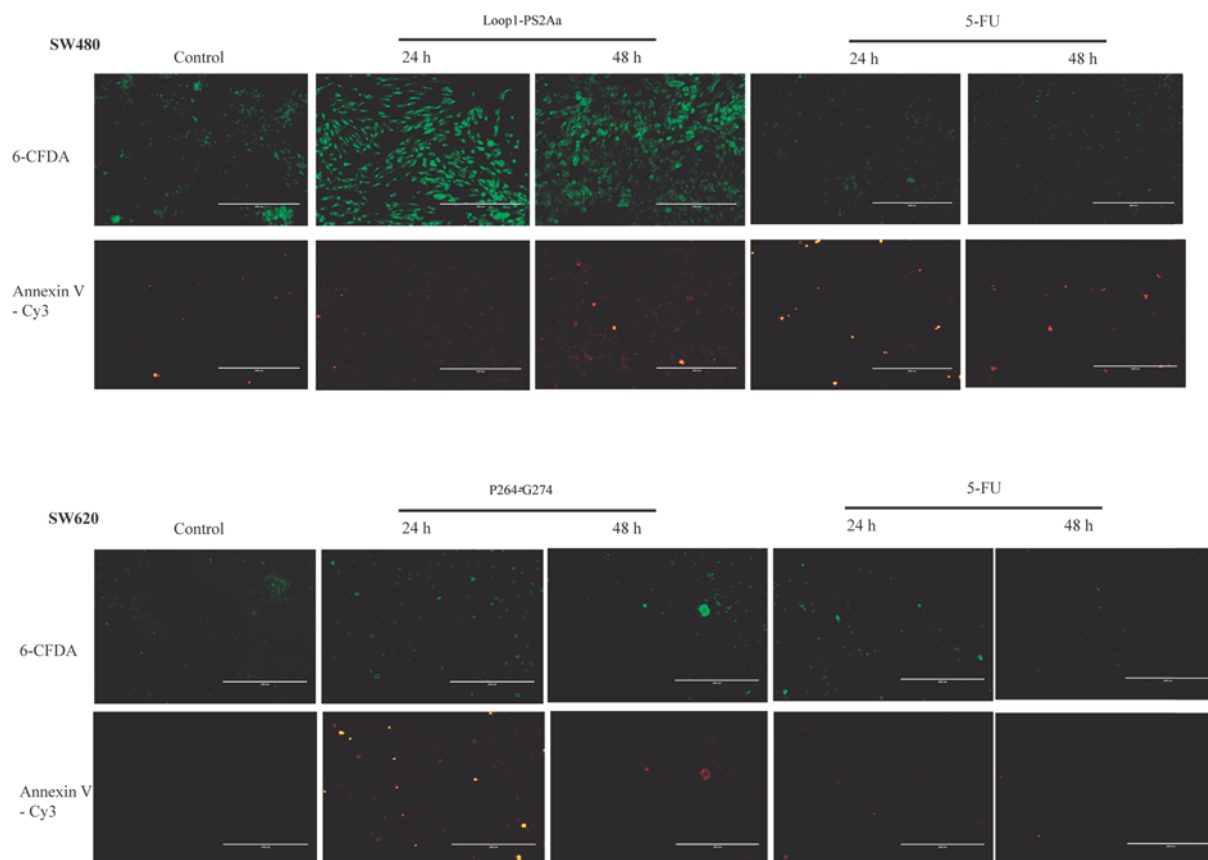 Loop1-PS2Aa
5-FU
SW480
Control
24 h
48 h
24 h
48 h
6-CFDA
Annexin V
- Cy3
P264-G274
5-FU
SW620
Control
24 h
48 h
24 h
48 h
6-CFDA
Annexin V
- Cy3